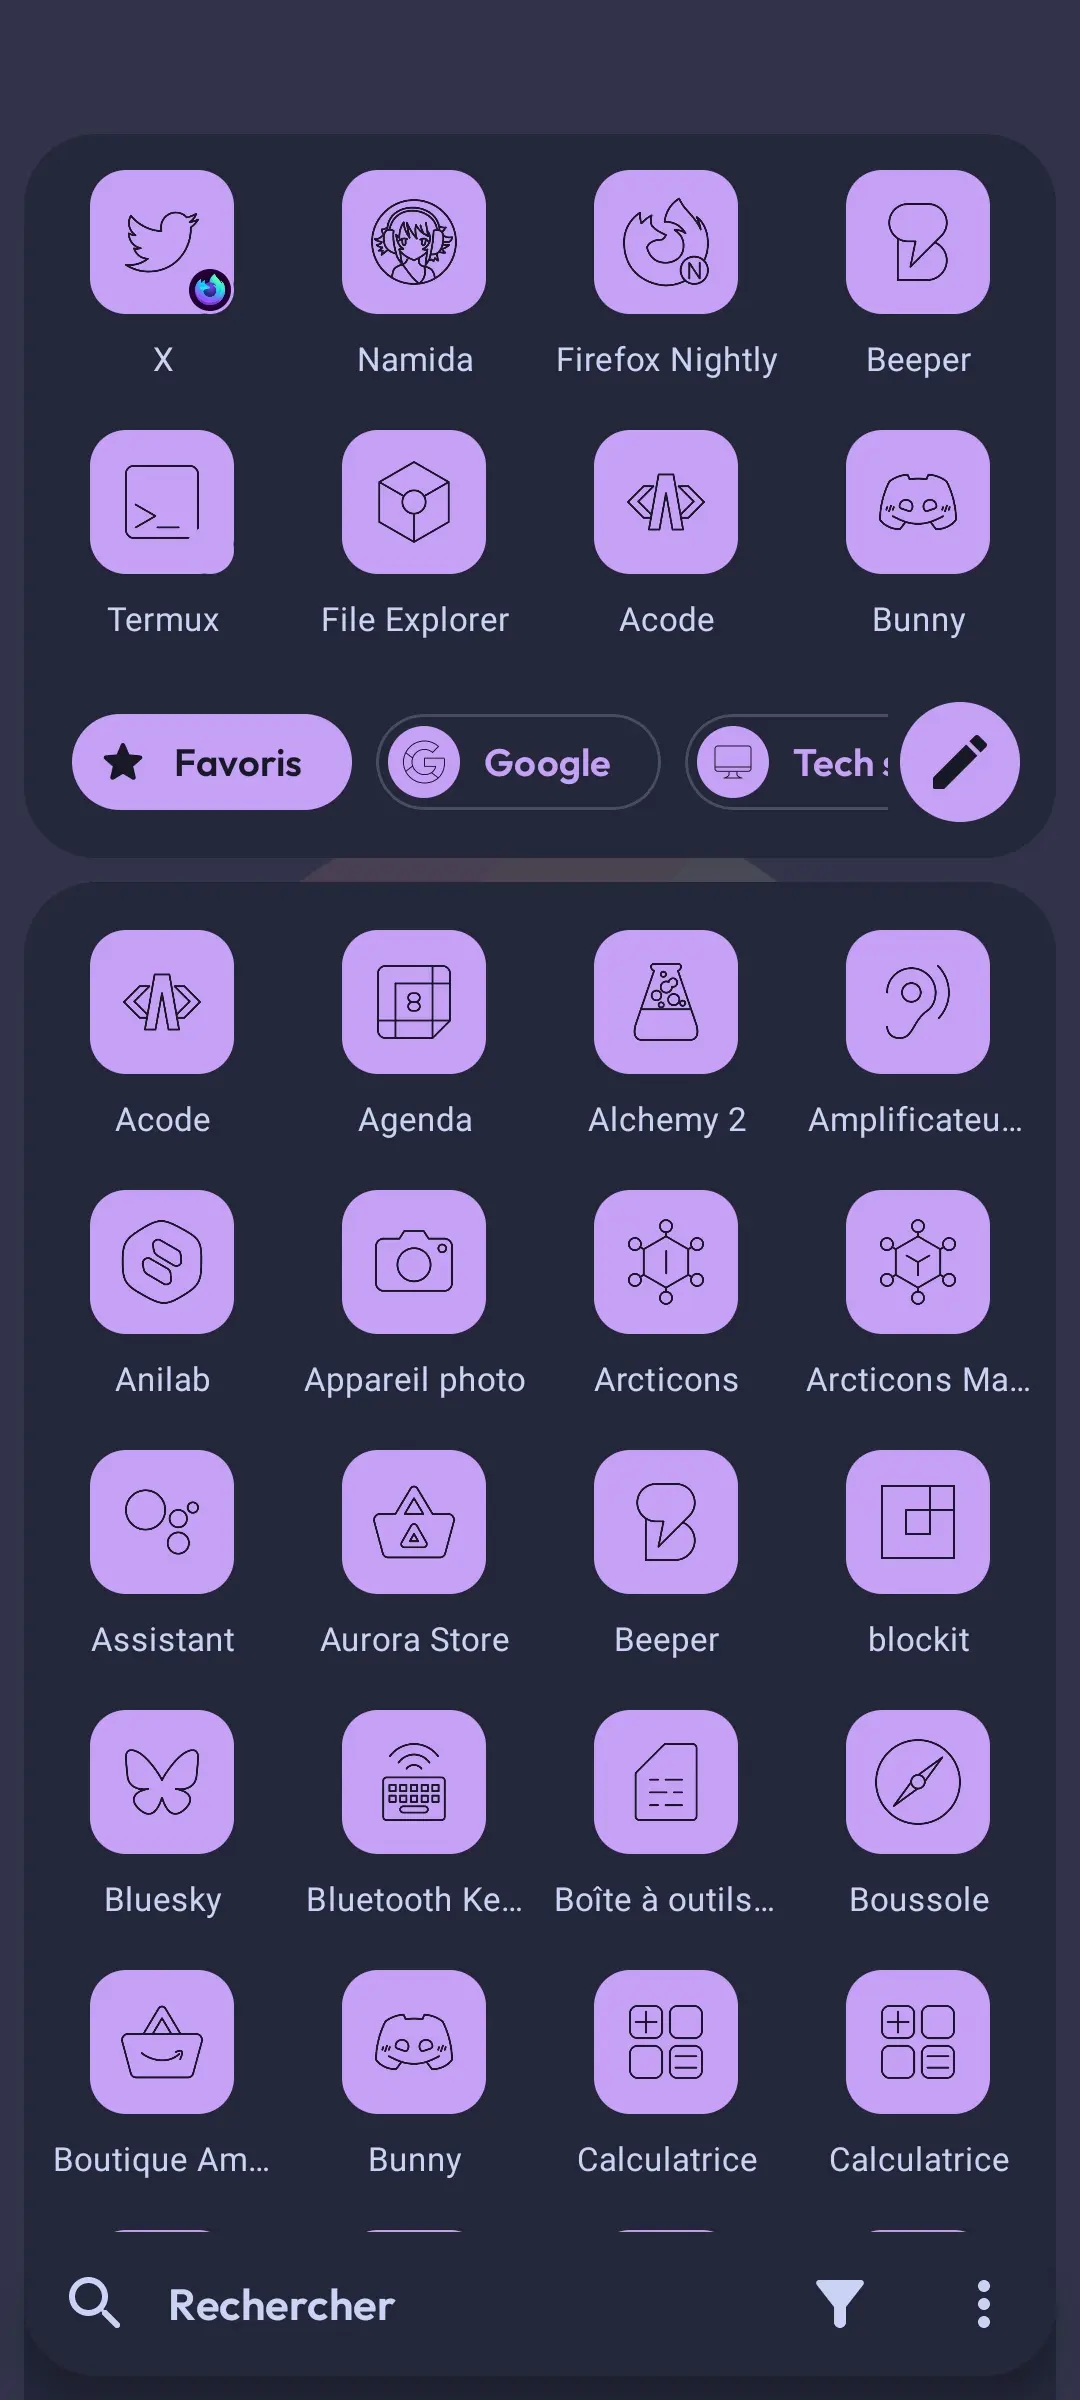 X
Namida
Firefox Nightly
Beeper
Termux
File Explorer
Acode
Bunny
Favoris
Google
Tech
Acode
Agenda
Alchemy 2
Amplificateu...
Anilab
Appareil photo
Arcticons
Arcticons Ma...
Assistant
Aurora Store
Beeper
blockit
Bluesky
Bluetooth Ke...
Boîte à outils...
Boussole
Boutique Am...
Bunny
Calculatrice
Calculatrice
Rechercher